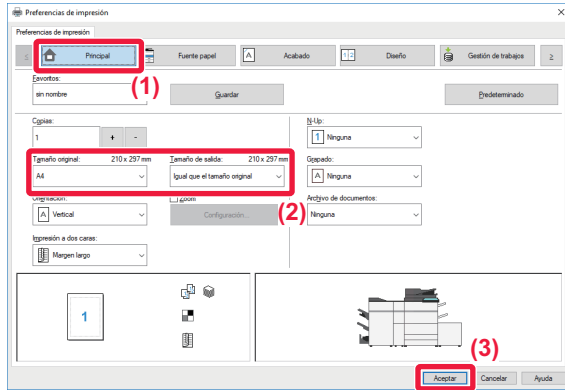 Preferencias de impresión
Preferencias de impresión
Principal
Fuente papel
Acabado
Diseño
Gestión de trabajos
(1)
Favoritos:
sin nombre
Guardar
Predeterminado
Copias:
1
+ -
N-Up:
1 Ninguna
Tamaño original: 210 x 297 mm
Tamaño de salida: 210 x 297 mm
Grapado:
A4
Igual que el tamaño original
A Ninguna
(2)
Orientación:
Zoom
Archivo de documentos:
A Vertical
Configuración...
Ninguna
Impresión a dos caras:
Margen largo
1
(3)
Aceptar
Cancelar
Ayuda